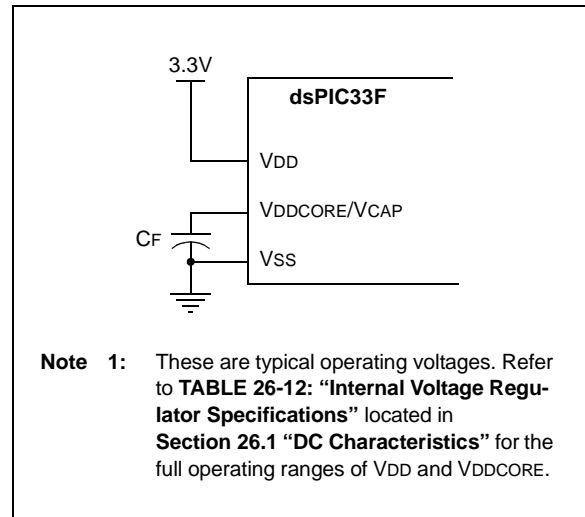 3.3V
dsPIC33F
VDD
VDDCORE/VCAP
CF
VSS
Note 1: These are typical operating voltages. Refer
to TABLE 26-12: “Internal Voltage Regu-
lator Specifications” located in
Section 26.1 “DC Characteristics” for the
full operating ranges of VDD and VDDCORE.